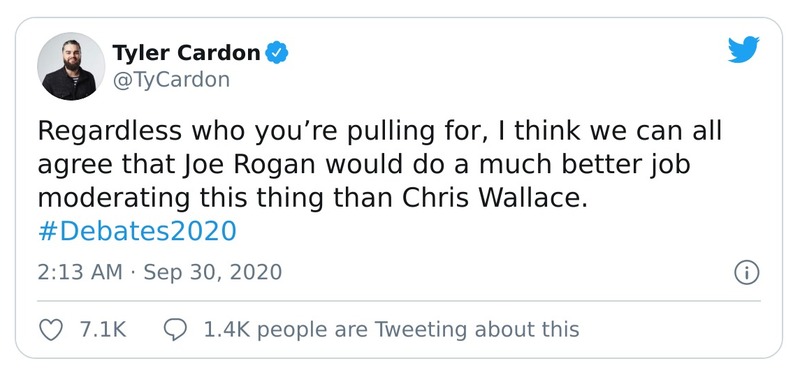 Tyler Cardon
@TyCardon
Regardless who you’re pulling for, I think we can all
agree that Joe Rogan would do a much better job
moderating this thing than Chris Wallace.
#Debates2020
2:13 AM · Sep 30, 2020
7.1K 1.4K people are Tweeting about this